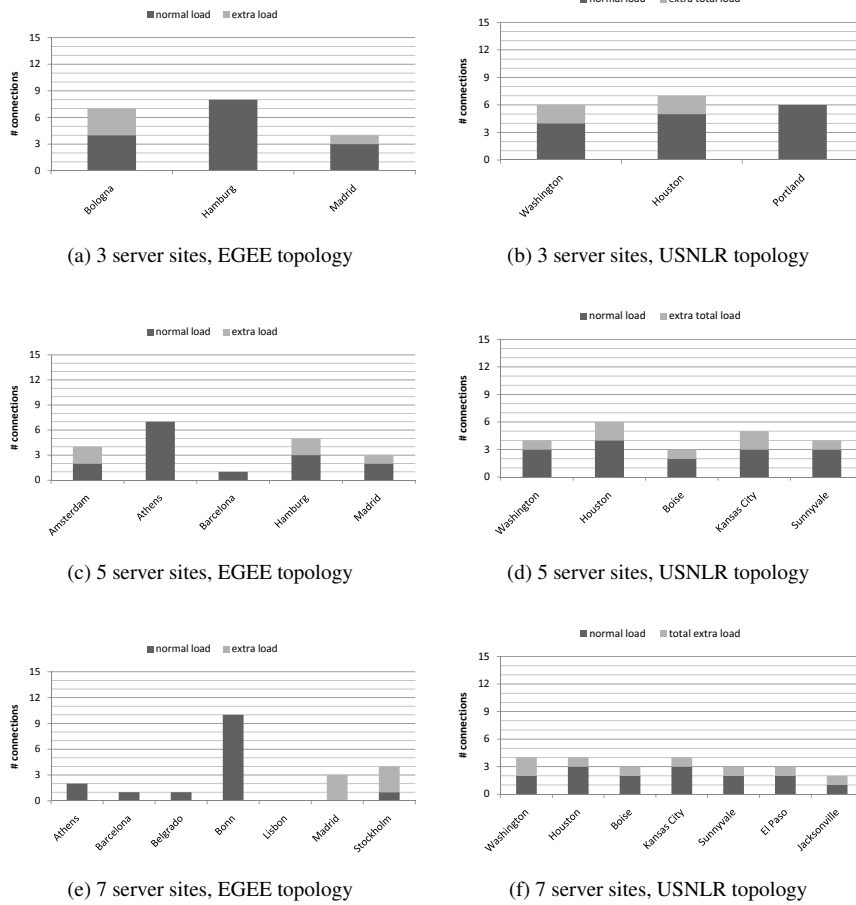 normal load extra load
15
12
9
6
3
0
# connections
Bologna
Hamburg
Madrid
(a) 3 server sites, EGEE topology
normal load extra total load
15
12
9
6
3
0
# connections
Washington
Houston
Portland
(b) 3 server sites, USNLR topology
normal load extra load
15
12
9
6
3
0
# connections
Amsterdam
Athens
Barcelona
Hamburg
Madrid
(c) 5 server sites, EGEE topology
normal load extra total load
15
12
9
6
3
0
# connections
Washington
Houston
Boise
Kansas City
Sunnyvale
(d) 5 server sites, USNLR topology
normal load extra load
15
12
9
6
3
0
# connections
Athens
Barcelona
Belgrado
Bonn
Lisbon
Madrid
Stockholm
(e) 7 server sites, EGEE topology
normal load total extra load
15
12
9
6
3
0
# connections
Washington
Houston
Boise
Kansas City
Sunnyvale
El Paso
Jacksonville
(f) 7 server sites, USNLR topology